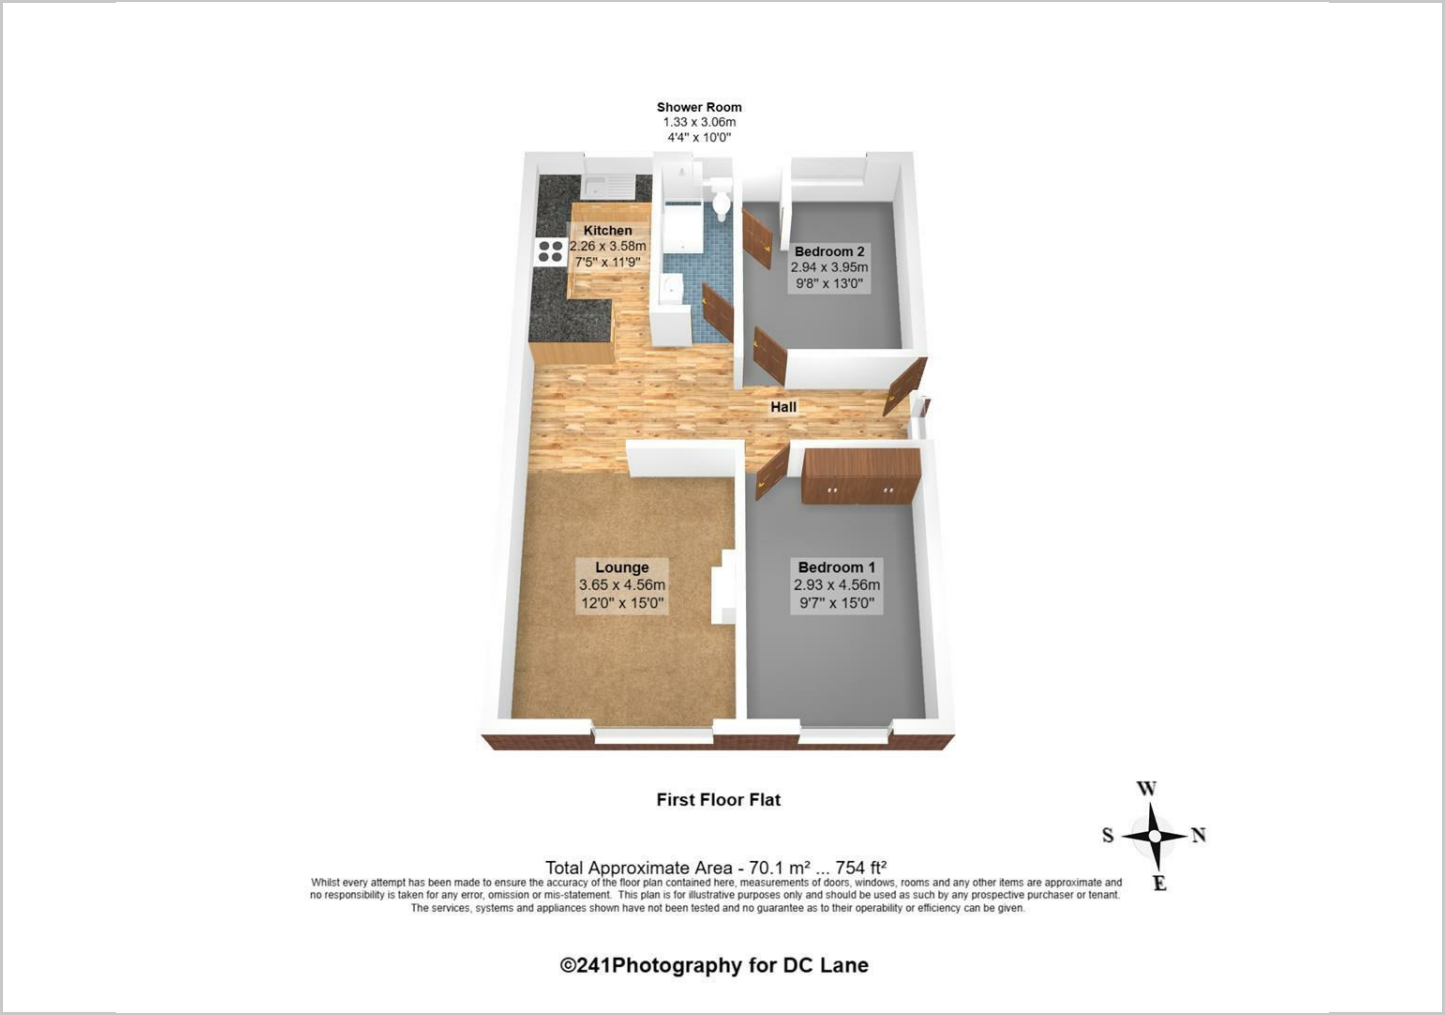 Shower Room
1.33 x 3.06m
4'4" x 10'0"
Kitchen
2.26 x 3.58m
7'5" x 11'9"
Bedroom 2
2.94 x 3.95m
9'8" x 13'0"
Hall
Lounge
3.65 x 4.56m
12'0" x 15'0"
Bedroom 1
2.93 x 4.56m
9'7" x 15'0"
First Floor Flat
W
S
N
E
Total Approximate Area - 70.1 m² ... 754 ft²
Whilst every attempt has been made to ensure the accuracy of the floor plan contained here, measurements of doors, windows, rooms and any other items are approximate and
no responsibility is taken for any error, omission or mis-statement. This plan is for illustrative purposes only and should be used as such by any prospective purchaser or tenant.
The services, systems and appliances shown have not been tested and no guarantee as to their operability or efficiency can be given.
©241Photography for DC Lane